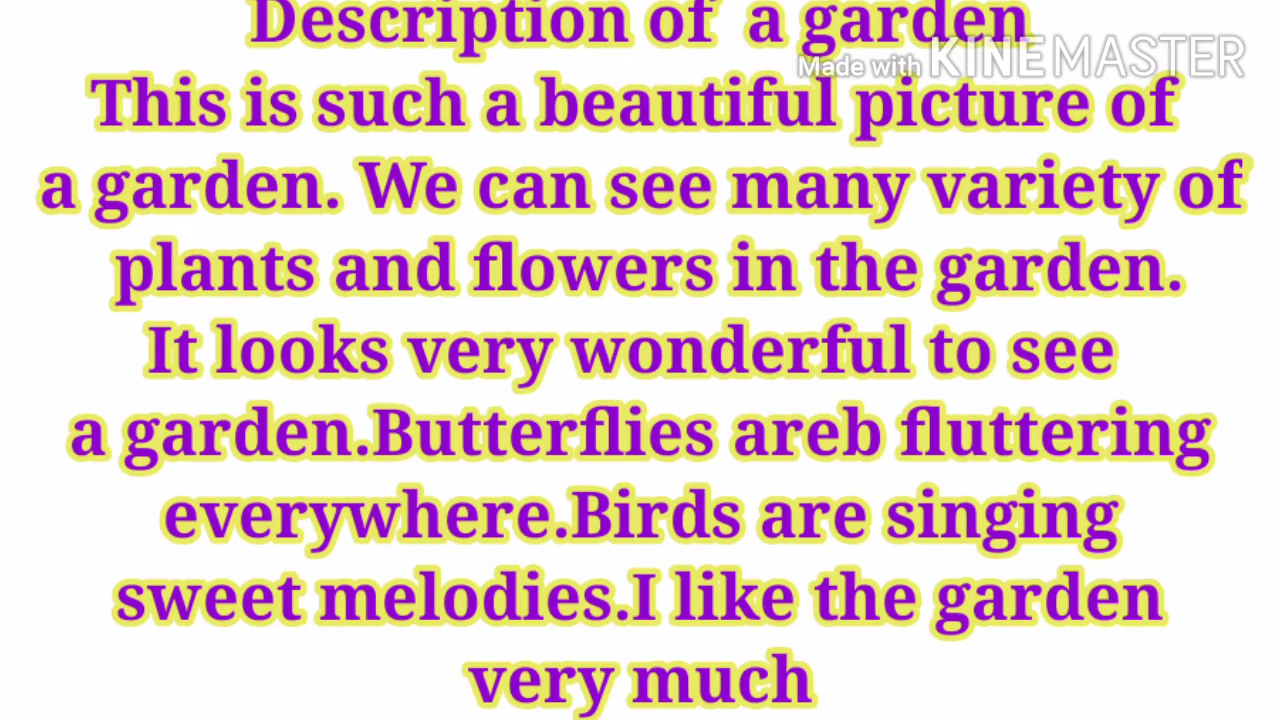 Description of a garden
Made with KINEMASTER
This is such a beautiful picture of
a garden. We can see many variety of
plants and flowers in the garden.
It looks very wonderful to see
a garden.Butterflies areb fluttering
everywhere.Birds are singing
sweet melodies.I like the garden
very much